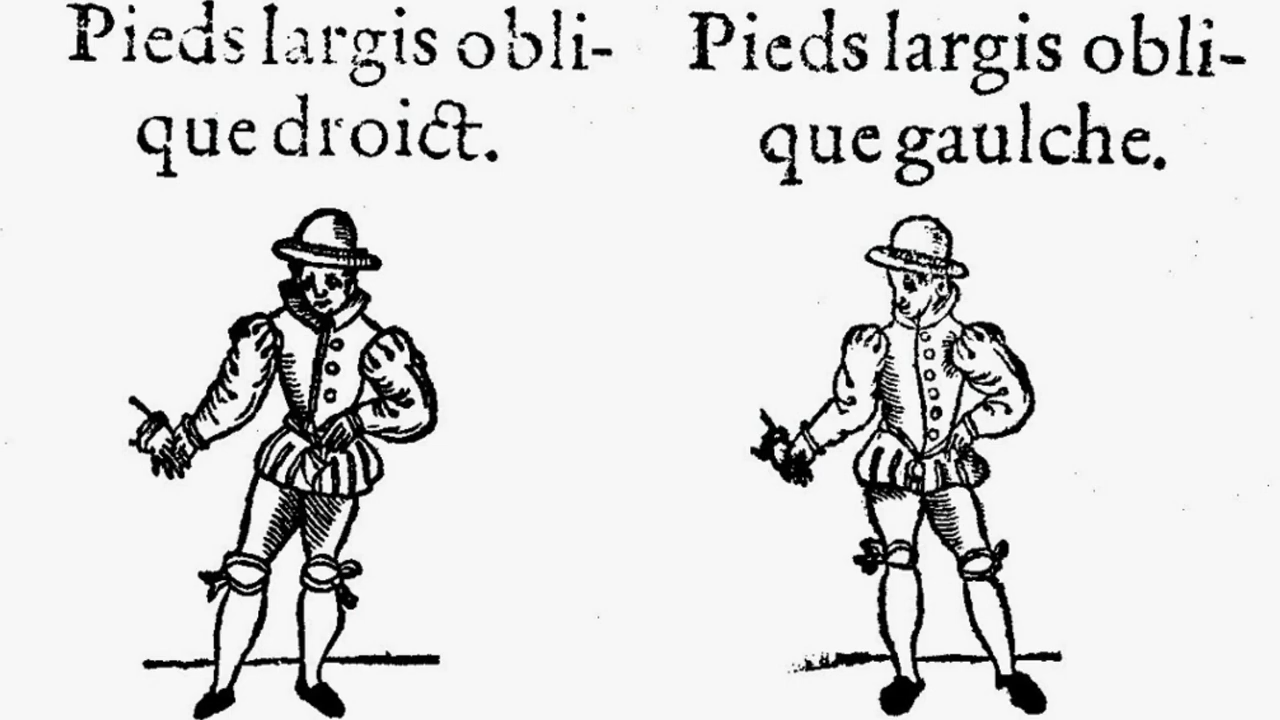 Pieds largis obli-
que droict.
Pieds largis obli-
que gaulche.